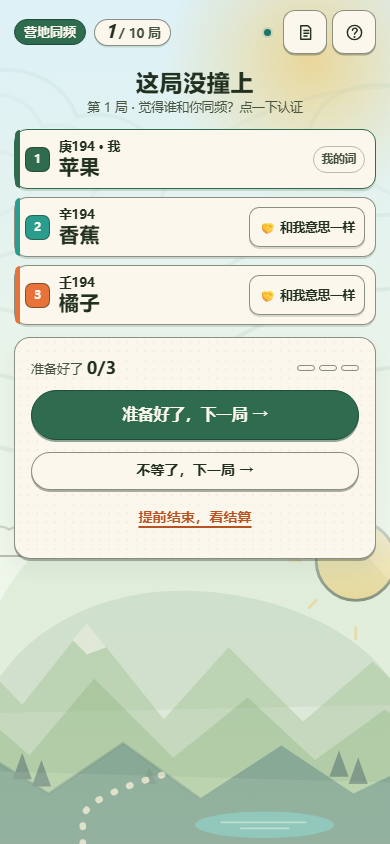 营地同频
1 / 10 局
这局没撞上
第 1 局 · 觉得谁和你同频？点一下认证
1
庚194 • 我
苹果
我的词
2
辛194
香蕉
和我意思一样
3
壬194
橘子
和我意思一样
准备好了 0/3
准备好了，下一局 →
不等了，下一局 →
提前结束，看结算